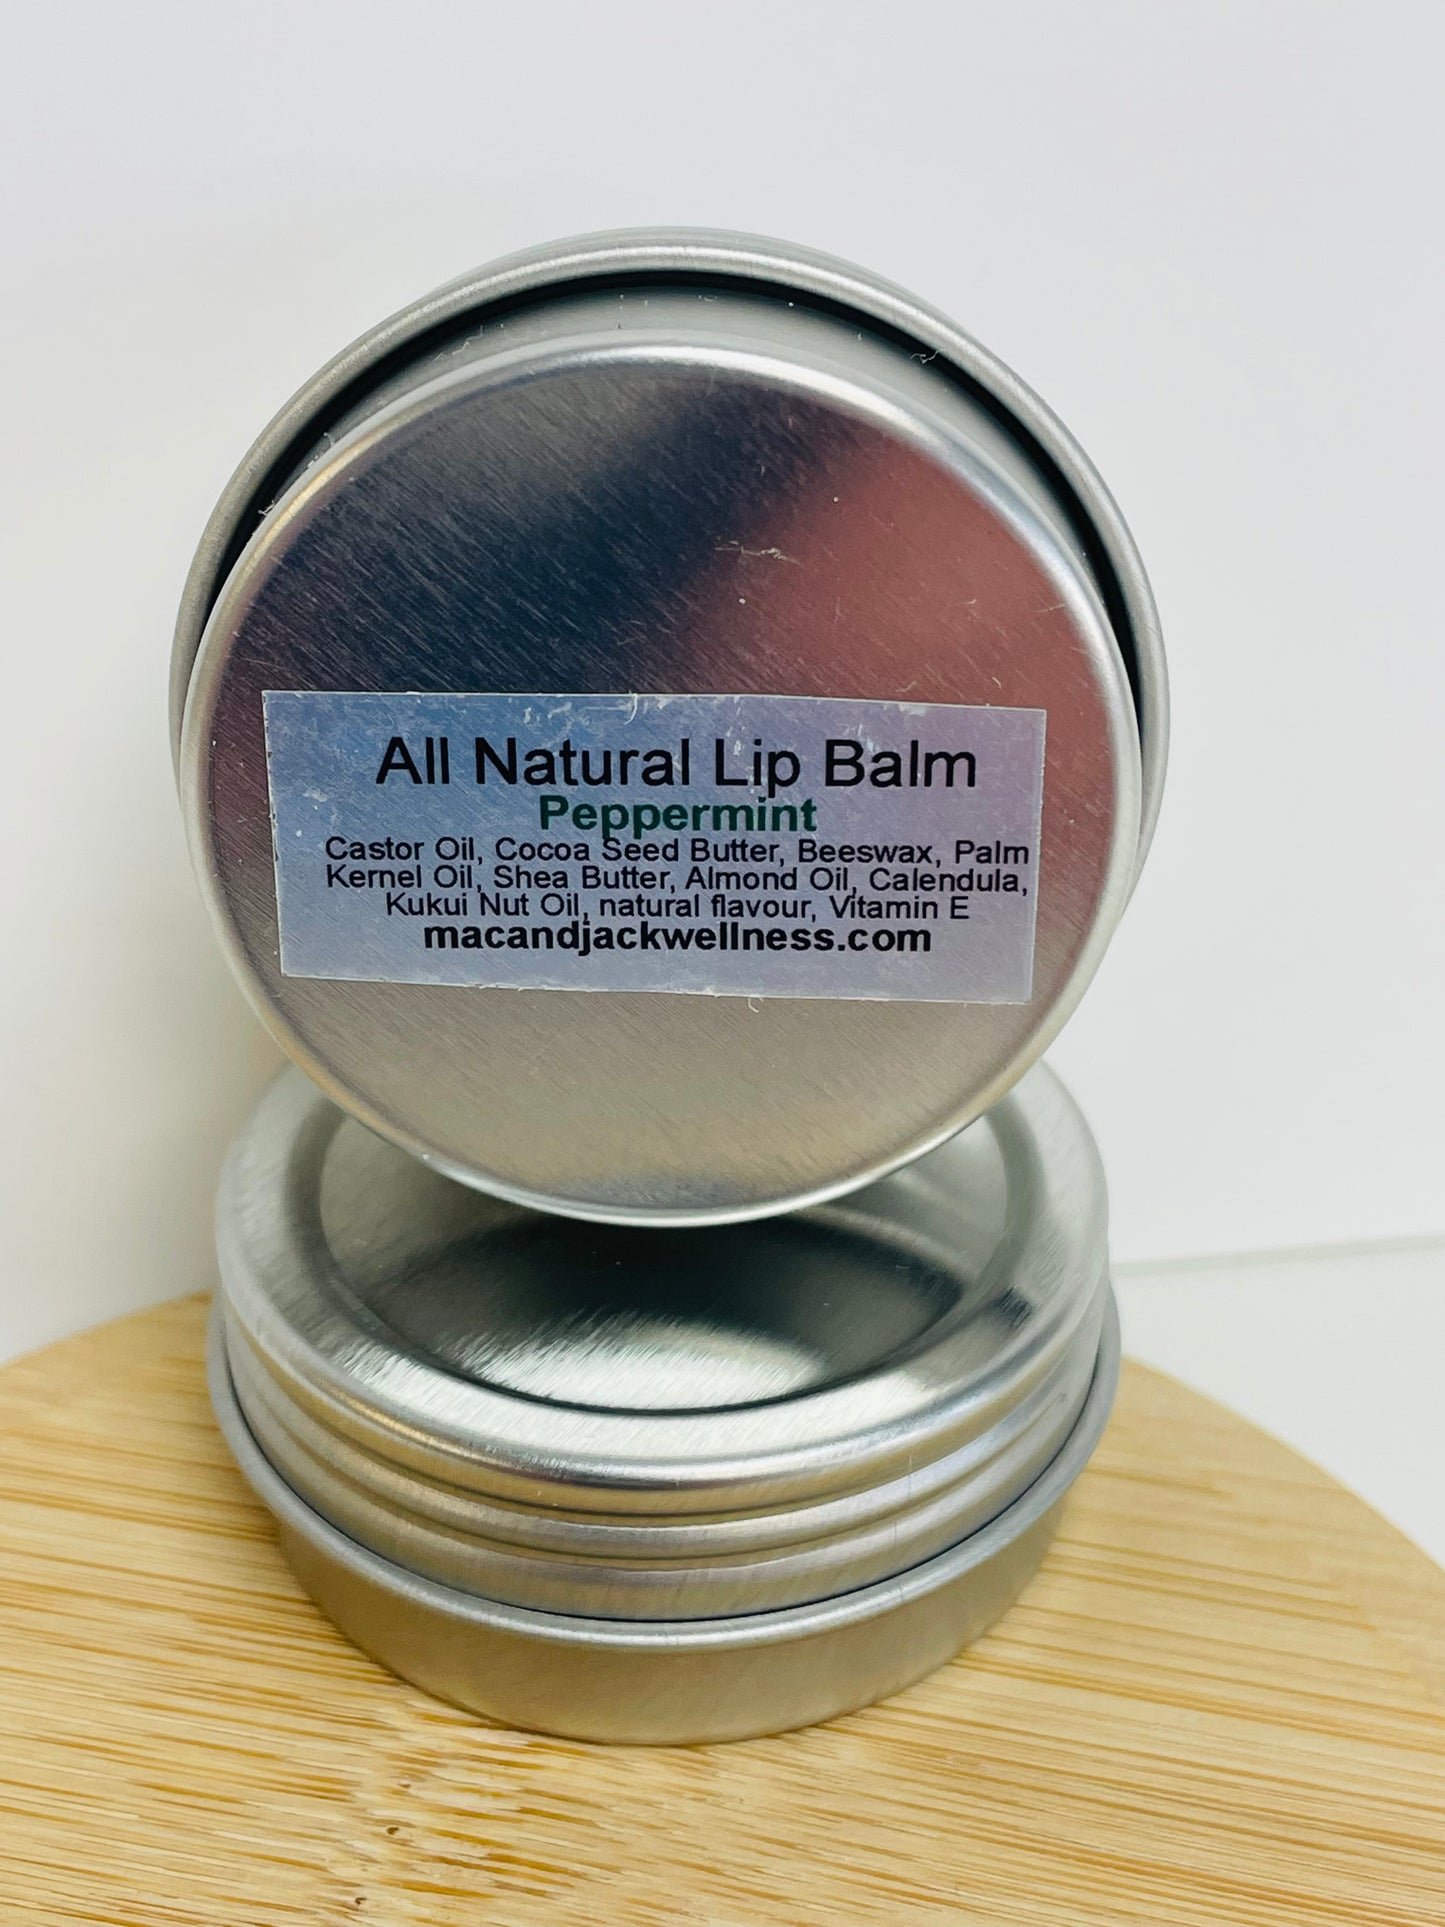 All Natural Lip Balm
Peppermint
Castor Oil, Cocoa Seed Butter, Beeswax, Palm
Kernel Oil, Shea Butter, Almond Oil, Calendula,
Kukui Nut Oil, natural flavour, Vitamin E
macandjackwellness.com